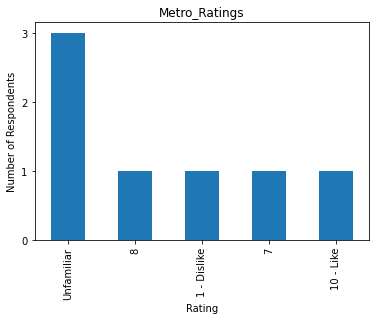 Metro_Ratings
Number of Respondents
3
2
1
0
Unfamiliar
8
1 - Dislike
7
10 - Like
Rating